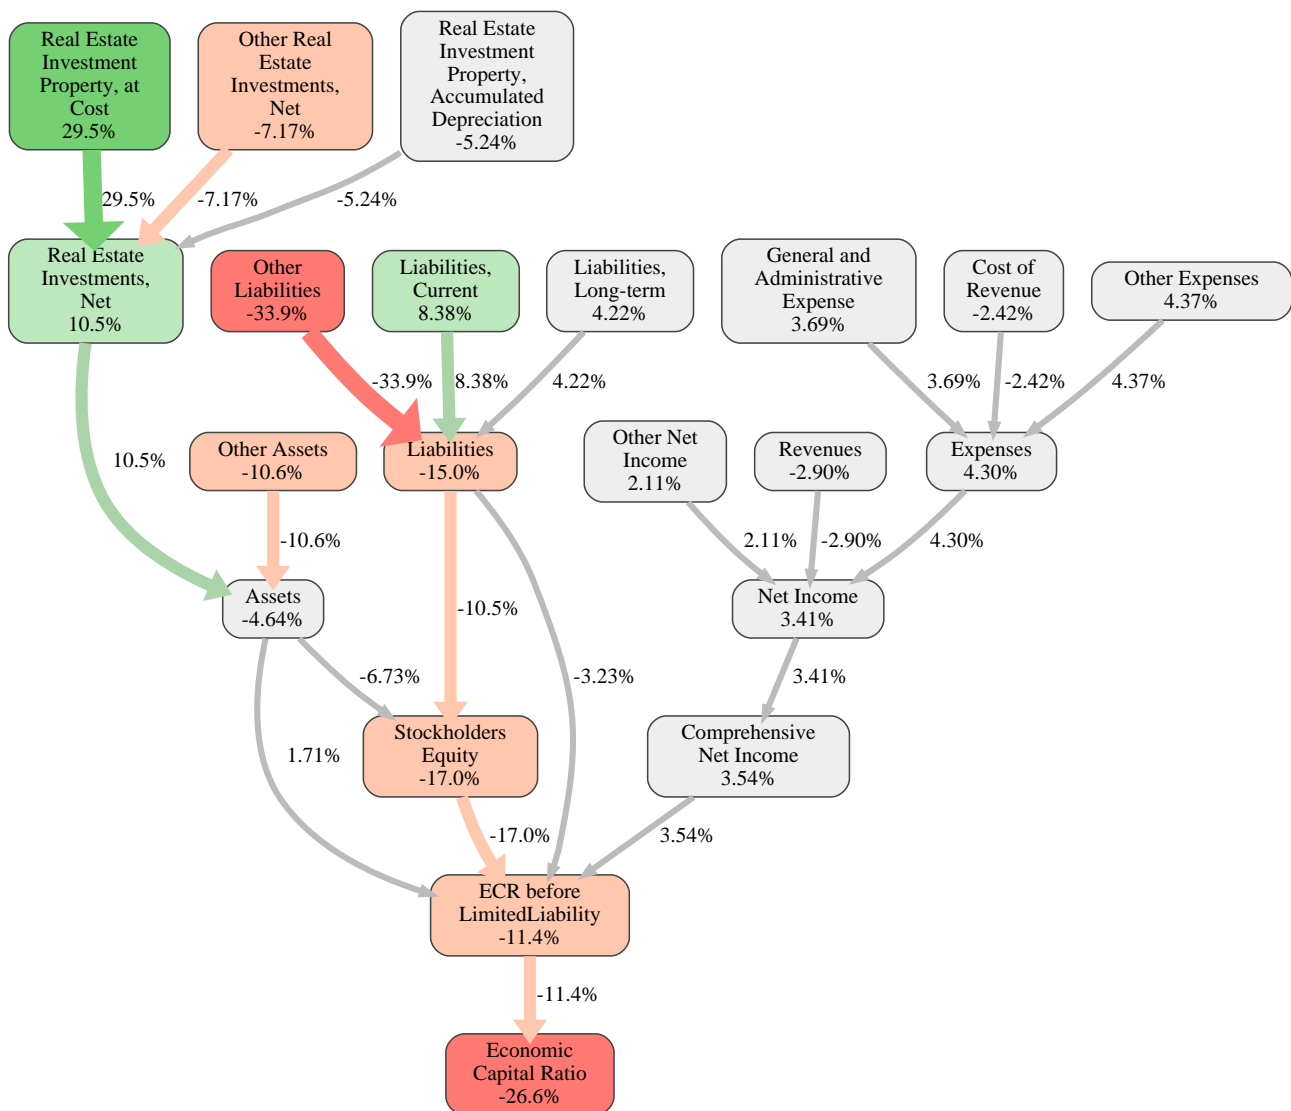 Real Estate
Investment
Property, at
Cost
29.5%
Other Real
Estate
Investments,
Net
-7.17%
Real Estate
Investment
Property,
Accumulated
Depreciation
-5.24%
29.5%
-7.17%
-5.24%
Real Estate
Investments,
Net
10.5%
Other
Liabilities
-33.9%
Liabilities,
Current
8.38%
Liabilities,
Long-term
4.22%
General and
Administrative
Expense
3.69%
Cost of
Revenue
-2.42%
Other Expenses
4.37%
-33.9%
8.38%
4.22%
3.69%
-2.42%
4.37%
10.5%
Other Assets
-10.6%
Liabilities
-15.0%
Other Net
Income
2.11%
Revenues
-2.90%
Expenses
4.30%
-10.6%
2.11%
-2.90%
4.30%
Assets
-4.64%
-10.5%
Net Income
3.41%
-6.73%
-3.23%
3.41%
1.71%
Stockholders
Equity
-17.0%
Comprehensive
Net Income
3.54%
-17.0%
3.54%
ECR before
LimitedLiability
-11.4%
-11.4%
Economic
Capital Ratio
-26.6%